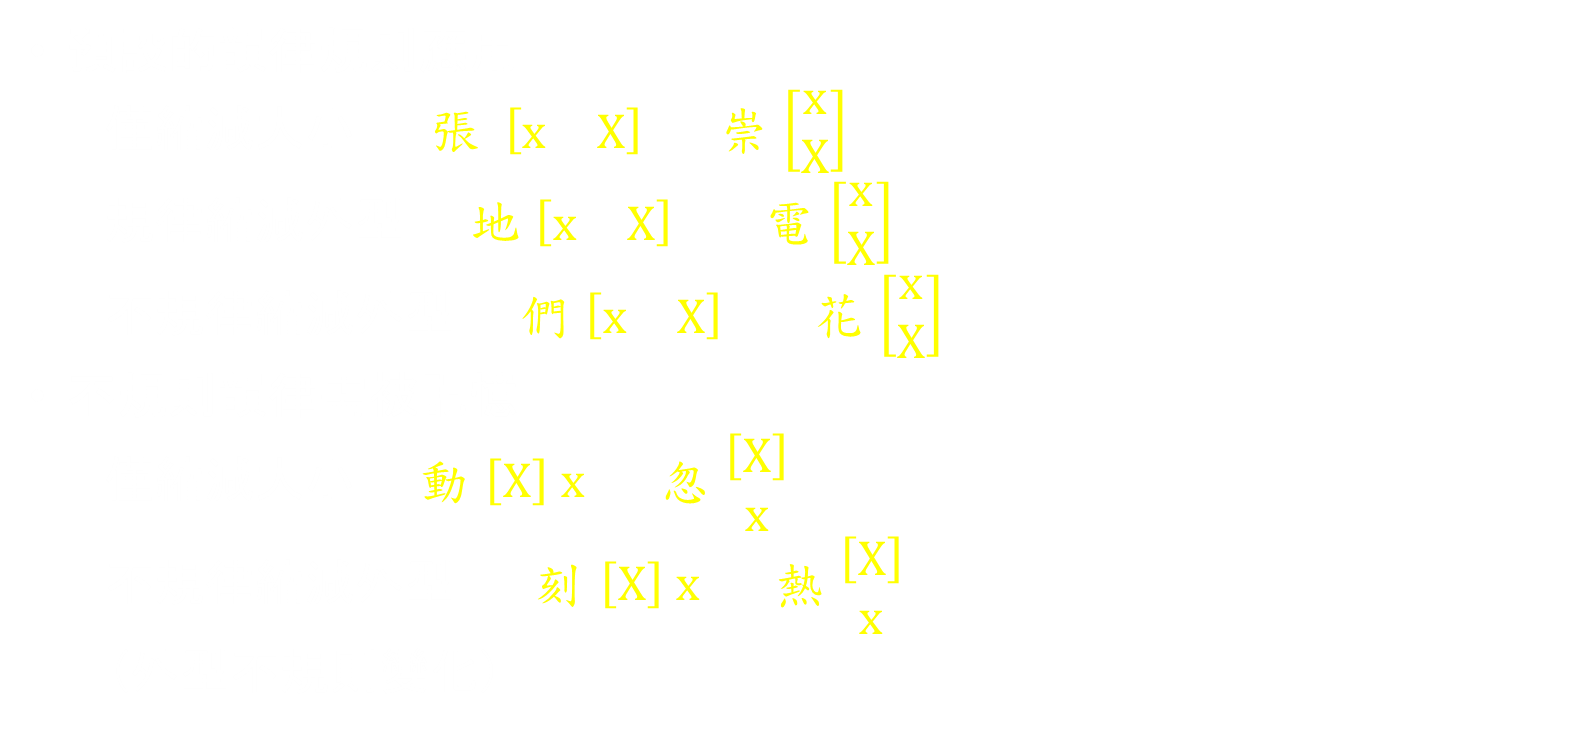 張 [x X] 崇 [x X]
地 [x X] 電 [x X]
們 [x X] 花 [x X]
動 [X] x 忽 [X] x
刻 [X] x 熱 [X] x